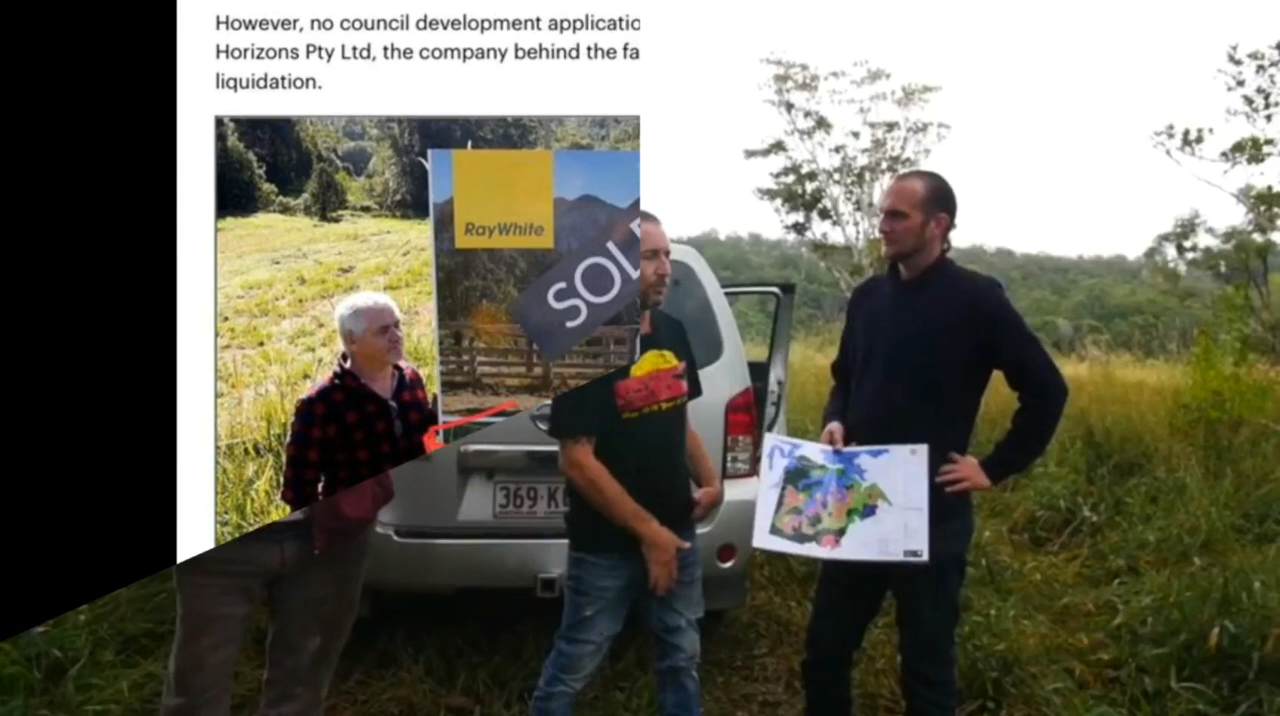 However, no council development applicatio
Horizons Pty Ltd, the company behind the fa
liquidation.
RayWhite
SOL
369·K